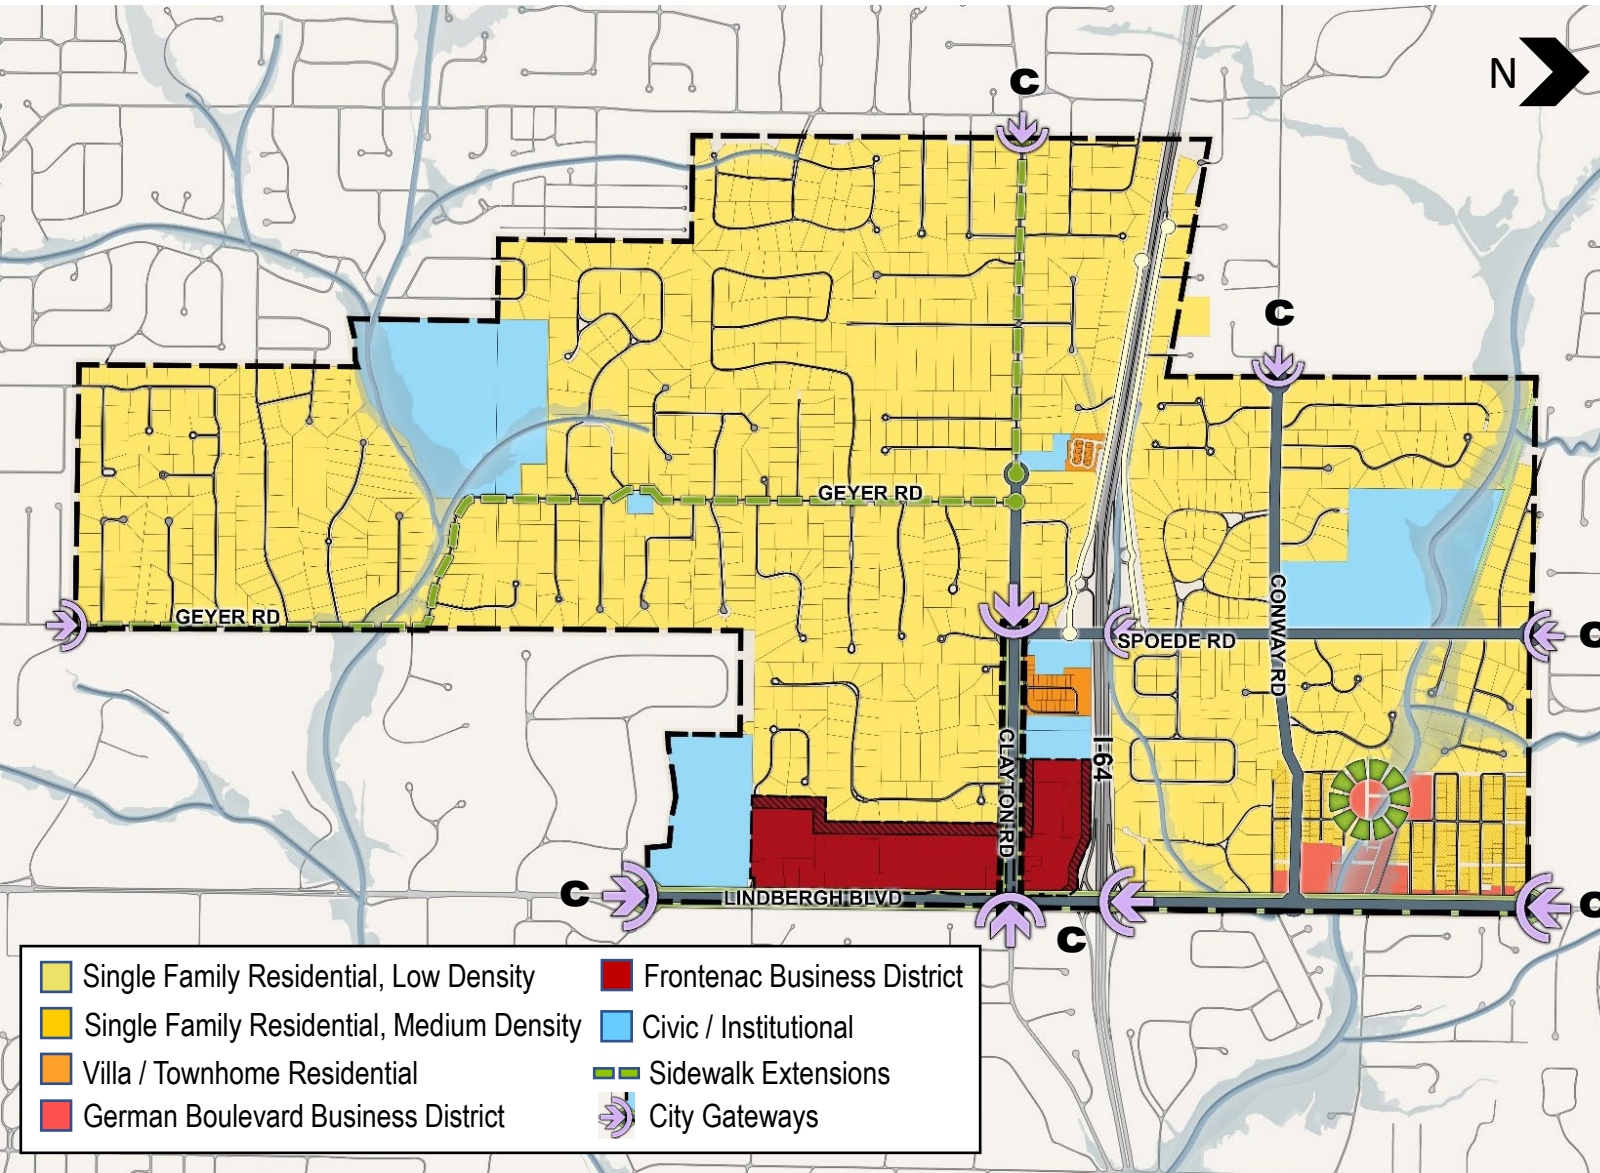 N
C
C
GEYER RD
GEYER RD
SPOEDE RD
CONWAY RD
C
CLAYTON RD
I-64
F
C
LINDBERGH BLVD
C
C
Single Family Residential, Low Density
Single Family Residential, Medium Density
Villa / Townhome Residential
German Boulevard Business District
Frontenac Business District
Civic / Institutional
Sidewalk Extensions
City Gateways